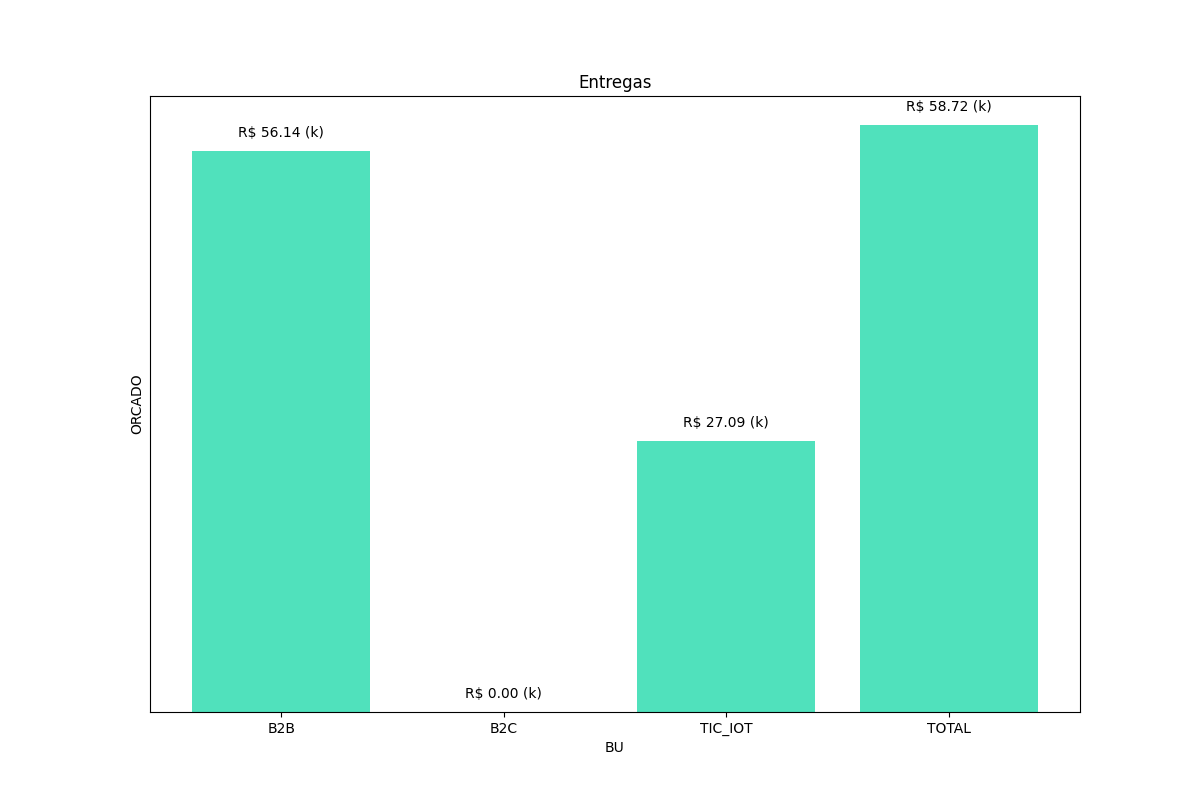 Entregas
R$ 58.72 (k)
R$ 56.14 (k)
R$ 27.09 (k)
R$ 0.00 (k)
ORCADO
B2B
B2C
TIC_IOT
TOTAL
BU